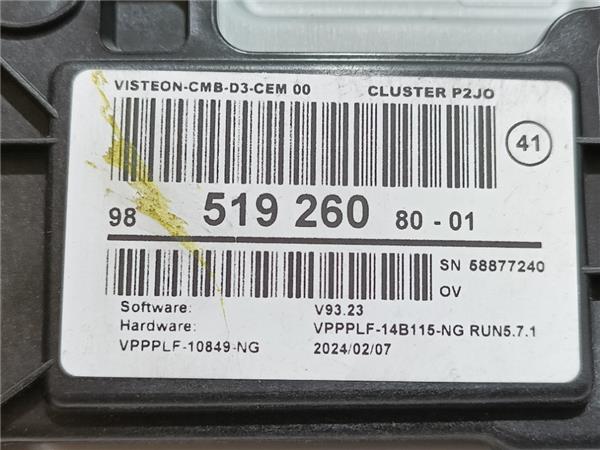 VISTEON-CMB-D3-CEM 00 CLUSTER P2JO
41
98 519 260 80 - 01
SN 58877240
OV
Software: V93.23
Hardware: VPPPLF-14B115-NG RUN5.7.1
VPPPLF-10849-NG 2024/02/07